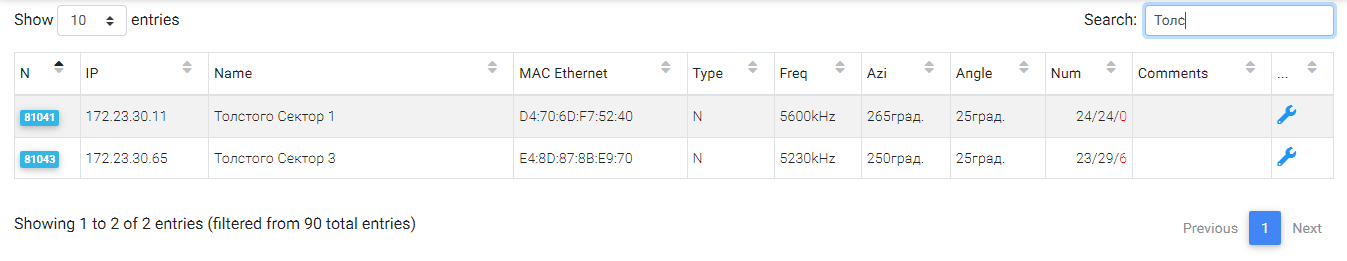 Show 10 entries Search: Толс
N IP Name MAC Ethernet Type Freq Azi Angle Num Comments ...
81041 172.23.30.11 Толстого Сектор 1 D4:70:6D:F7:52:40 N 5600kHz 265град. 25град. 24/24/0
81043 172.23.30.65 Толстого Сектор 3 E4:8D:87:8B:E9:70 N 5230kHz 250град. 25град. 23/29/6
Showing 1 to 2 of 2 entries (filtered from 90 total entries) Previous 1 Next